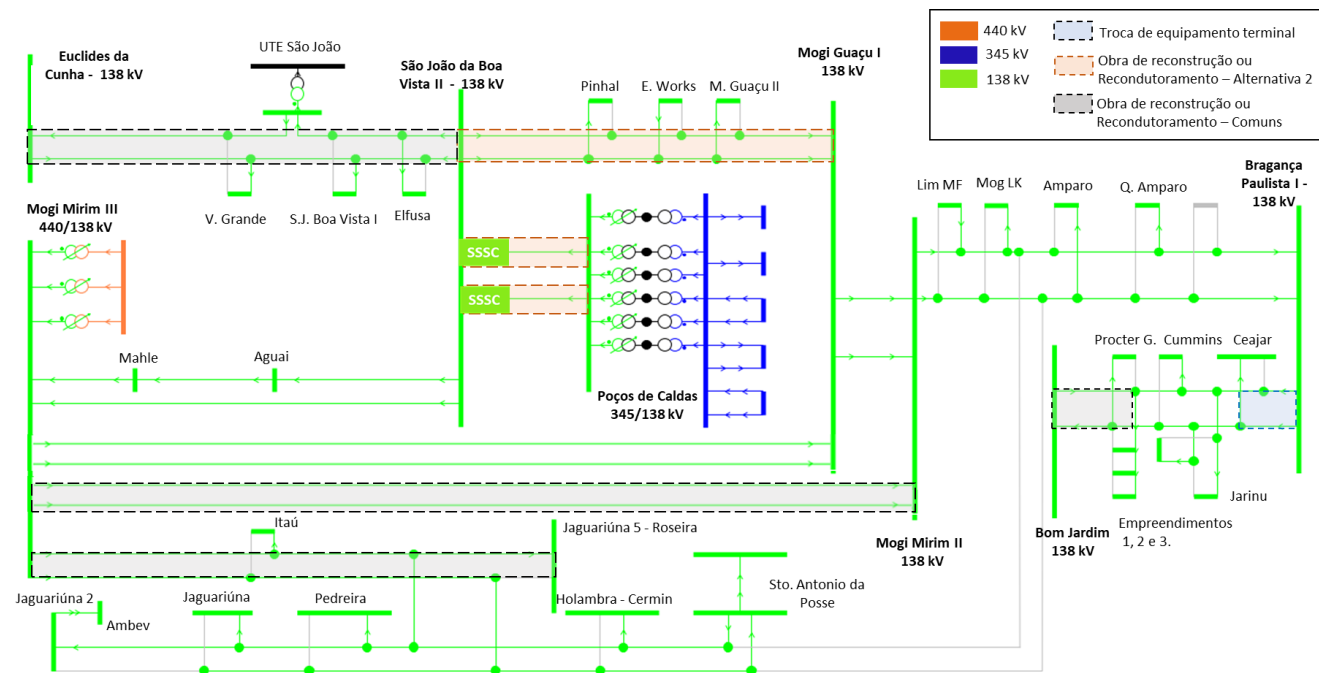 440 kV
345 kV
138 kV
Troca de equipamento terminal
Obra de reconstrução ou
Recondutoramento – Alternativa 2
Obra de reconstrução ou
Recondutoramento – Comuns
Euclides da
Cunha - 138 kV
UTE São João
São João da Boa
Vista II - 138 kV
Mogi Guaçu I
138 kV
Pinhal
E. Works
M. Guaçu II
V. Grande
S.J. Boa Vista I
Elfusa
Bragança
Paulista I -
138 kV
Lim MF
Mog LK
Amparo
Q. Amparo
Mogi Mirim III
440/138 kV
SSSC
SSSC
Mahle
Aguai
Poços de Caldas
345/138 kV
Procter G.
Cummins
Ceajar
Jarinu
Empreendimentos
1, 2 e 3.
Bom Jardim
138 kV
Mogi Mirim II
138 kV
Itaú
Jaguariúna 5 - Roseira
Jaguariúna 2
Ambev
Jaguariúna
Pedreira
Holambra - Cermin
Sto. Antonio da
Posse